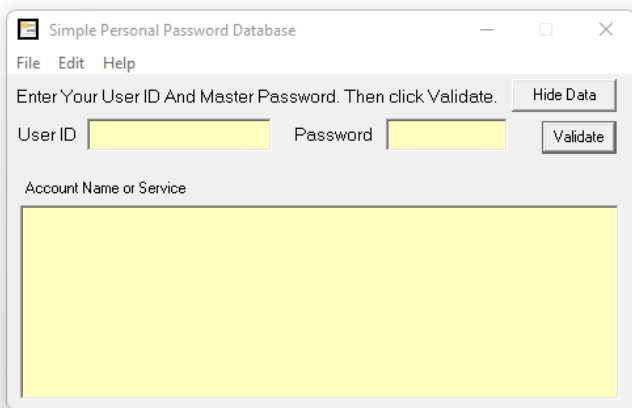 Simple Personal Password Database
File Edit Help
Enter Your User ID And Master Password. Then click Validate. Hide Data
User ID Password Validate
Account Name or Service